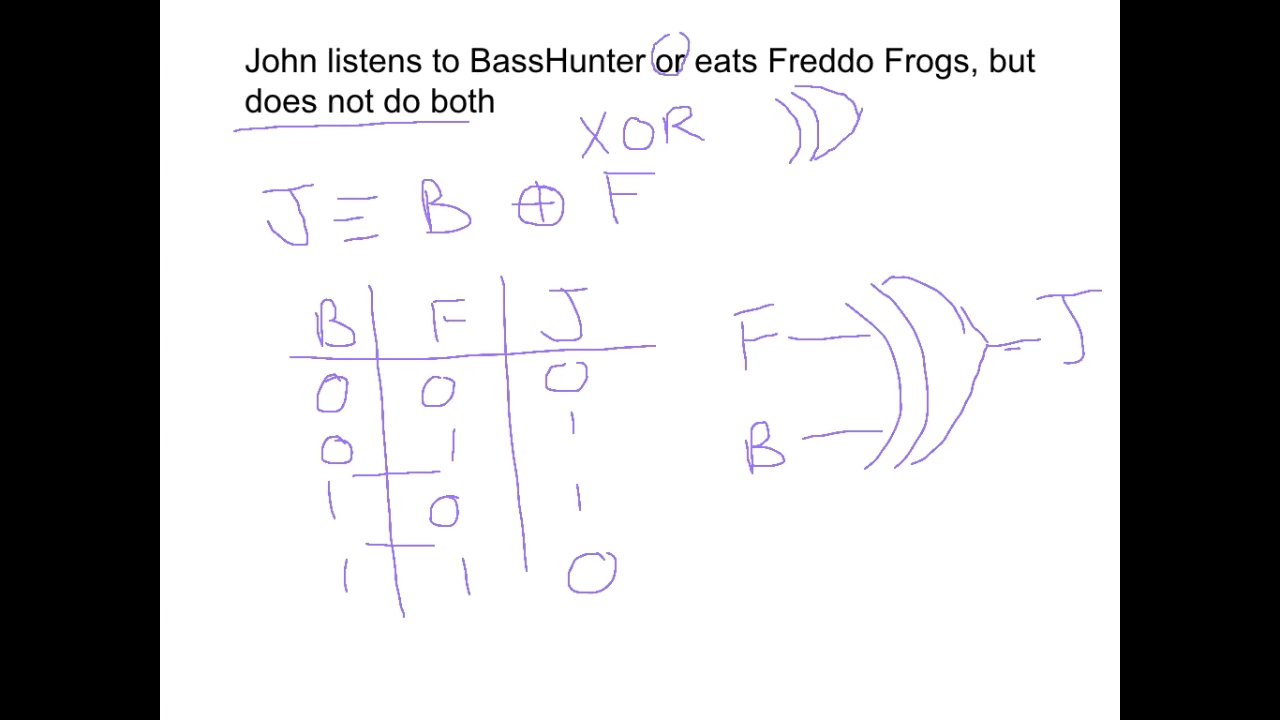 John listens to BassHunter or eats Freddo Frogs, but
does not do both
XOR
J ≡ B ⊕ F
B F J
0 0 0
0 1 1
1 0 1
1 1 0
F J
B